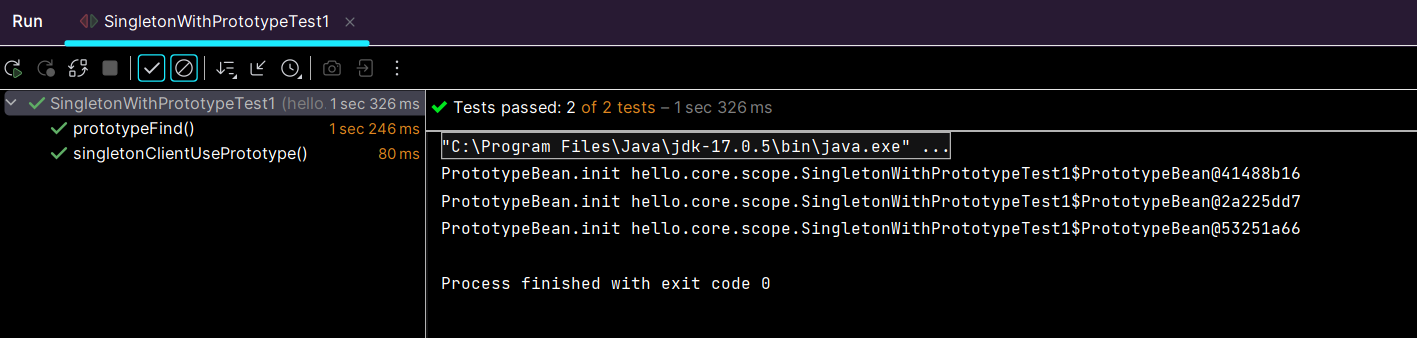 Run SingletonWithPrototypeTest1
SingletonWithPrototypeTest1 (hello. 1 sec 326 ms
prototypeFind() 1 sec 246 ms
singletonClientUsePrototype() 80 ms
Tests passed: 2 of 2 tests – 1 sec 326 ms
"C:\Program Files\Java\jdk-17.0.5\bin\java.exe" ...
PrototypeBean.init hello.core.scope.SingletonWithPrototypeTest1$PrototypeBean@41488b16
PrototypeBean.init hello.core.scope.SingletonWithPrototypeTest1$PrototypeBean@2a225dd7
PrototypeBean.init hello.core.scope.SingletonWithPrototypeTest1$PrototypeBean@53251a66
Process finished with exit code 0